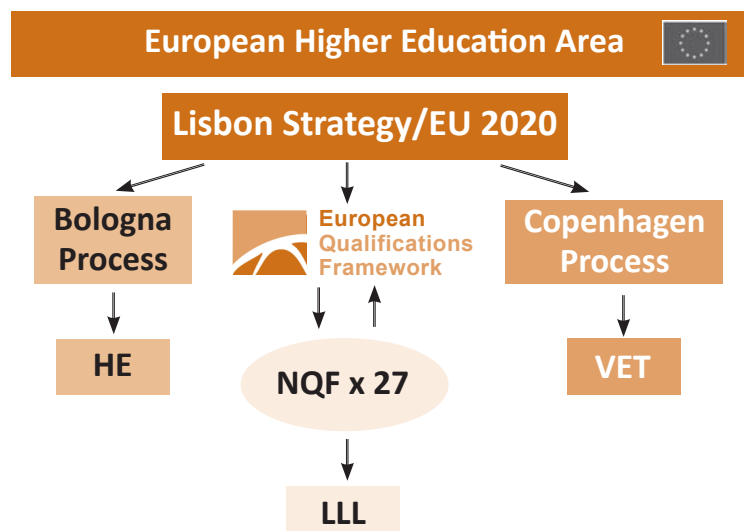 European Higher Education Area
Lisbon Strategy/EU 2020
Bologna
Process
European
Qualifications
Framework
Copenhagen
Process
HE
NQF x 27
VET
LLL